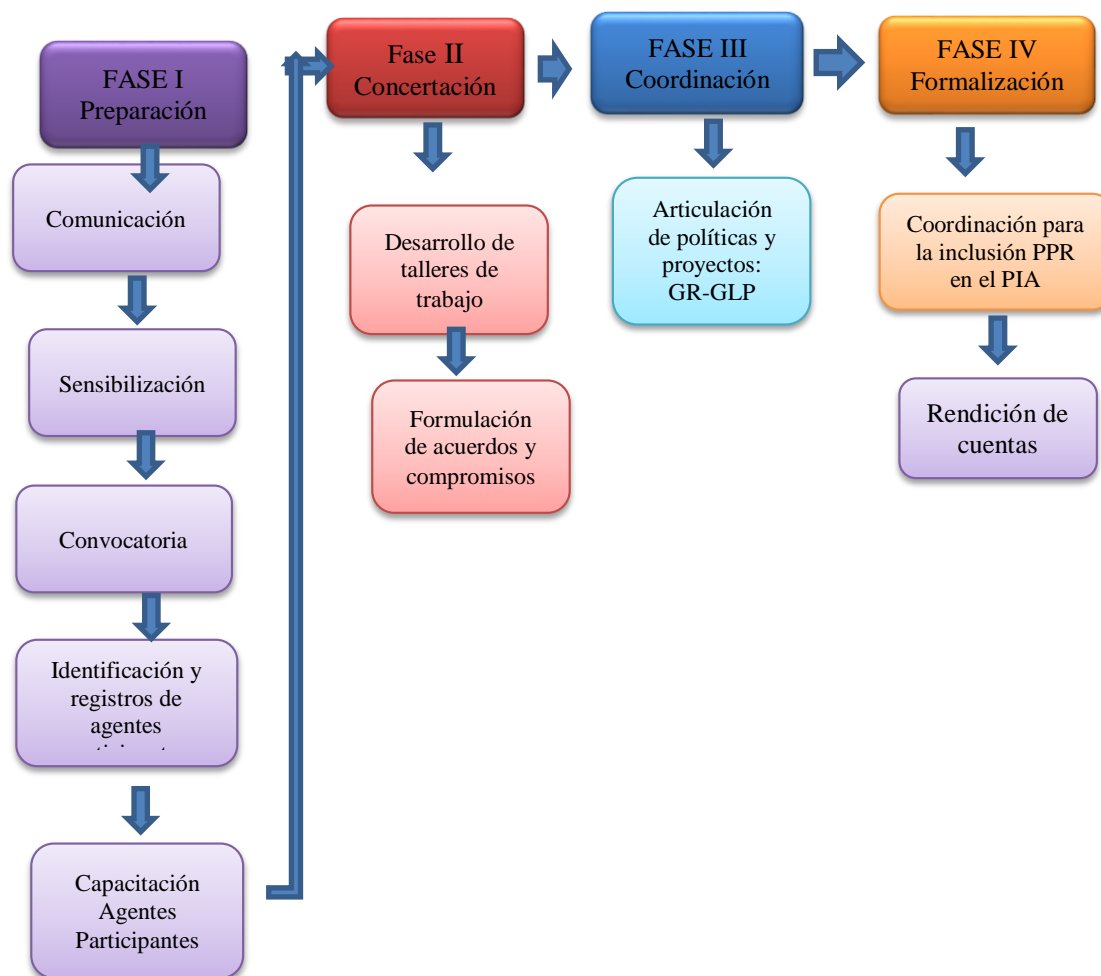 FASE I
Preparación
Comunicación
Sensibilización
Convocatoria
Identificación y
registros de
agentes
Capacitación
Agentes
Participantes
Fase II
Concertación
Desarrollo de
talleres de
trabajo
Formulación
de acuerdos y
compromisos
FASE III
Coordinación
Articulación
de políticas y
proyectos:
GR-GLP
FASE IV
Formalización
Coordinación para
la inclusión PPR
en el PIA
Rendición de
cuentas